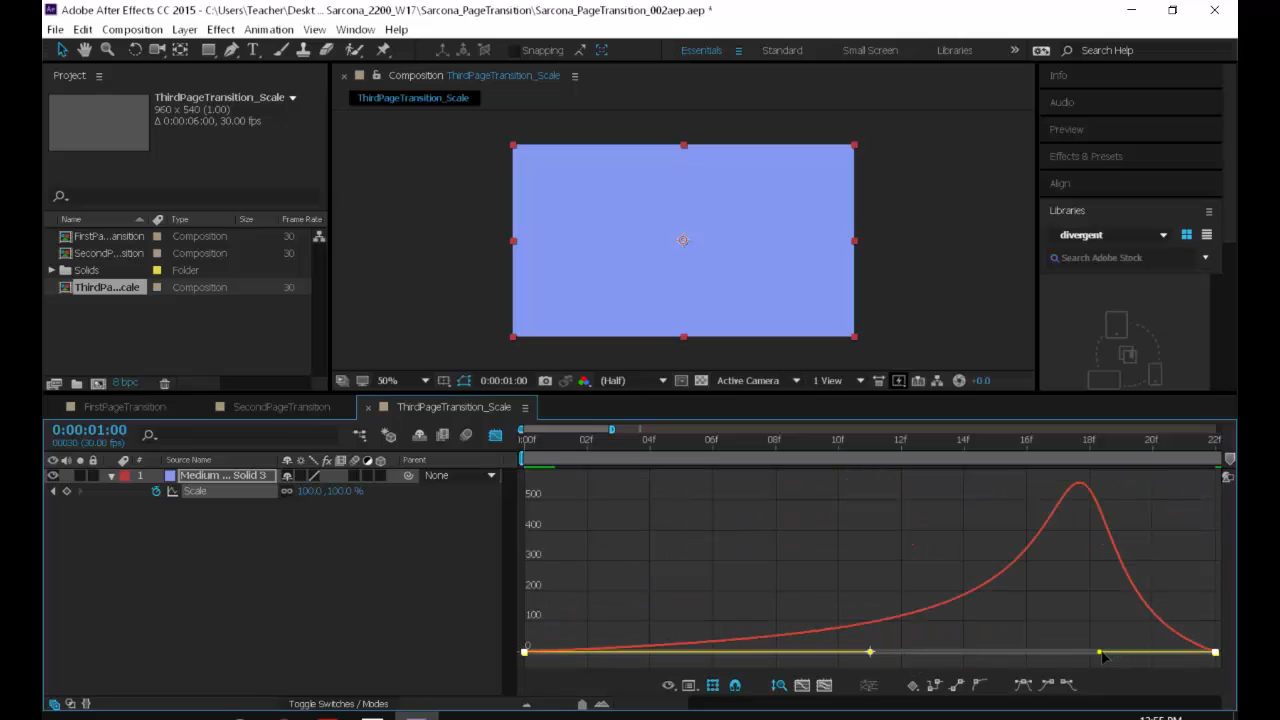 Adobe After Effects CC 2015 - C:\Users\Teacher\Deskt ... Sarcona_2200_W17\Sarcona_PageTransition\Sarcona_PageTransition_002aep.aep *
File Edit Composition Layer Effect Animation View Window Help
Snapping Essentials Standard Small Screen Libraries Search Help
Project
Composition ThirdPageTransition_Scale
Info
ThirdPageTransition_Scale
960 x 540 (1.00)
Δ 0:00:06:00, 30.00 fps
ThirdPageTransition_Scale
Audio
Preview
Effects & Presets
Align
Libraries
divergent
Search Adobe Stock
Name Type Size Frame Rate
FirstPa...ansition Composition 30
SecondP...sition Composition 30
Solids Folder
ThirdPa...cale Composition 30
8 bpc
50% 0:00:01:00 (Half) Active Camera 1 View +0.0
FirstPageTransition SecondPageTransition ThirdPageTransition_Scale
0:00:01:00
00030 (30.00 fps)
:00f 02f 04f 06f 08f 10f 12f 14f 16f 18f 20f 22f
# Source Name fx Parent
1 Medium ... Solid 3 None
Scale 100.0, 100.0 %
500
400
300
200
100
0
Toggle Switches / Modes